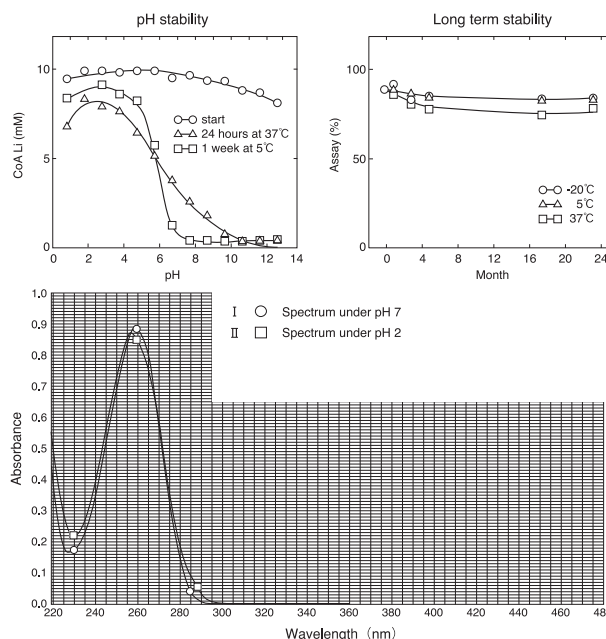 pH stability
10
5
0
CoA Li (mM)
start
24 hours at 37℃
1 week at 5℃
0 2 4 6 8 10 12 14
pH
Long term stability
100
50
0
Assay (%)
-20℃
5℃
37℃
0 4 8 12 16 20 24
Month
1.0
0.9
0.8
0.7
0.6
0.5
0.4
0.3
0.2
0.1
0.0
Absorbance
I Spectrum under pH 7
II Spectrum under pH 2
220 240 260 280 300 320 340 360 380 400 420 440 460 480
Wavelength (nm)